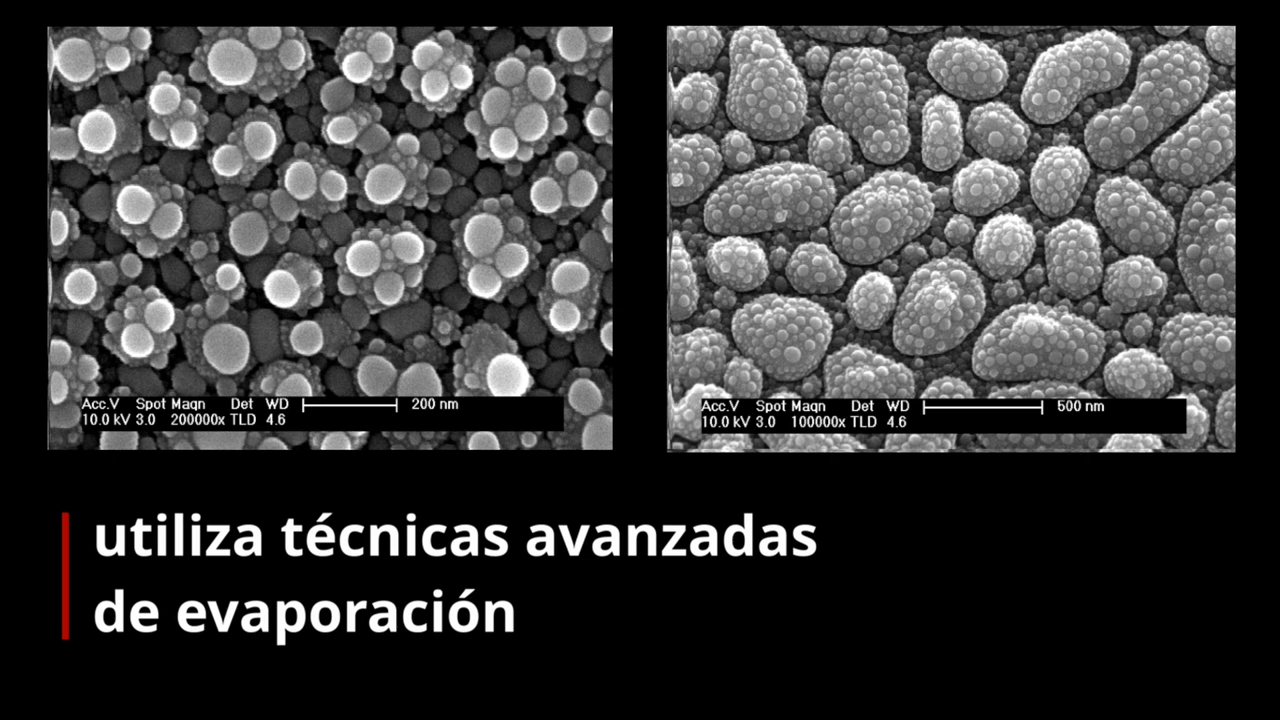 Acc.V Spot Magn Det WD 200 nm
10.0 kV 3.0 200000x TLD 4.6
Acc.V Spot Magn Det WD 500 nm
10.0 kV 3.0 100000x TLD 4.6
utiliza técnicas avanzadas
de evaporación